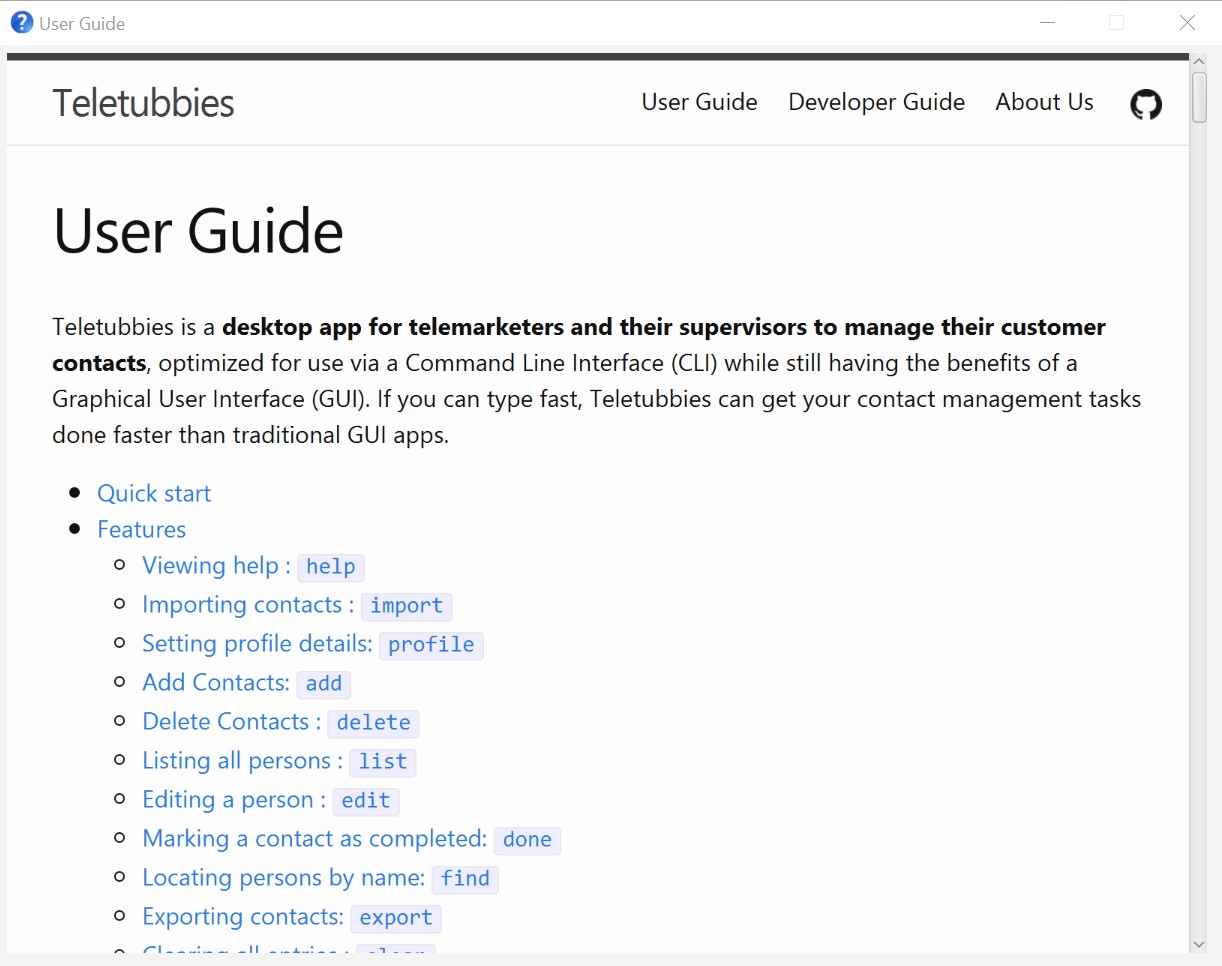 User Guide
Teletubbies
User Guide Developer Guide About Us
User Guide
Teletubbies is a desktop app for telemarketers and their supervisors to manage their customer
contacts, optimized for use via a Command Line Interface (CLI) while still having the benefits of a
Graphical User Interface (GUI). If you can type fast, Teletubbies can get your contact management tasks
done faster than traditional GUI apps.
Quick start
Features
Viewing help : help
Importing contacts : import
Setting profile details: profile
Add Contacts: add
Delete Contacts : delete
Listing all persons : list
Editing a person : edit
Marking a contact as completed: done
Locating persons by name: find
Exporting contacts: export
Clearing all entries : clear